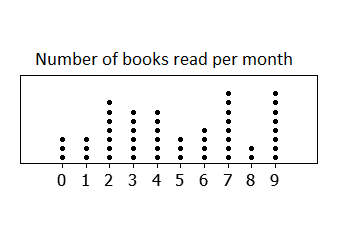 Number of books read per month
0 1 2 3 4 5 6 7 8 9